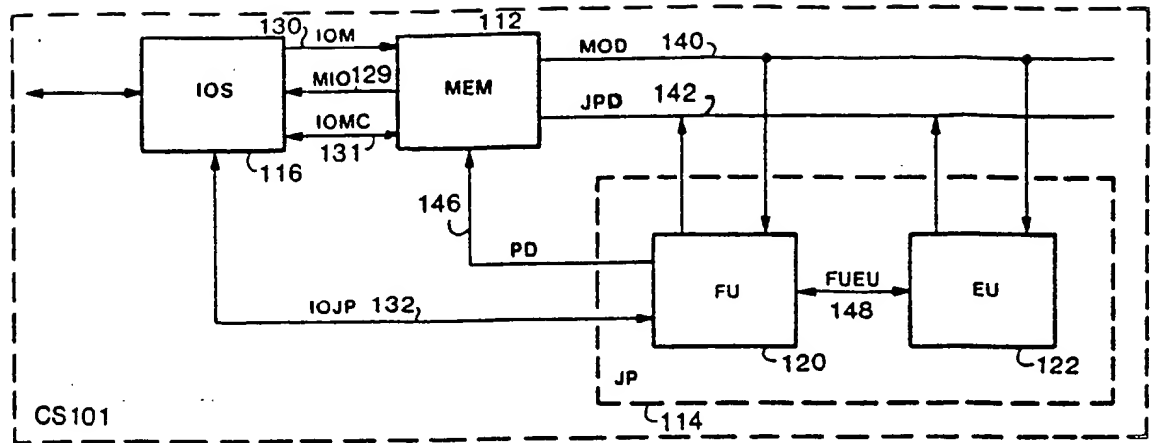 130 IOM
112
MOD 140
IOS
MIO 129
MEM
JPD 142
IOMC
131
116
146
PD
FU
FUEU
148
EU
IOJP 132
120
122
JP
CS101
114